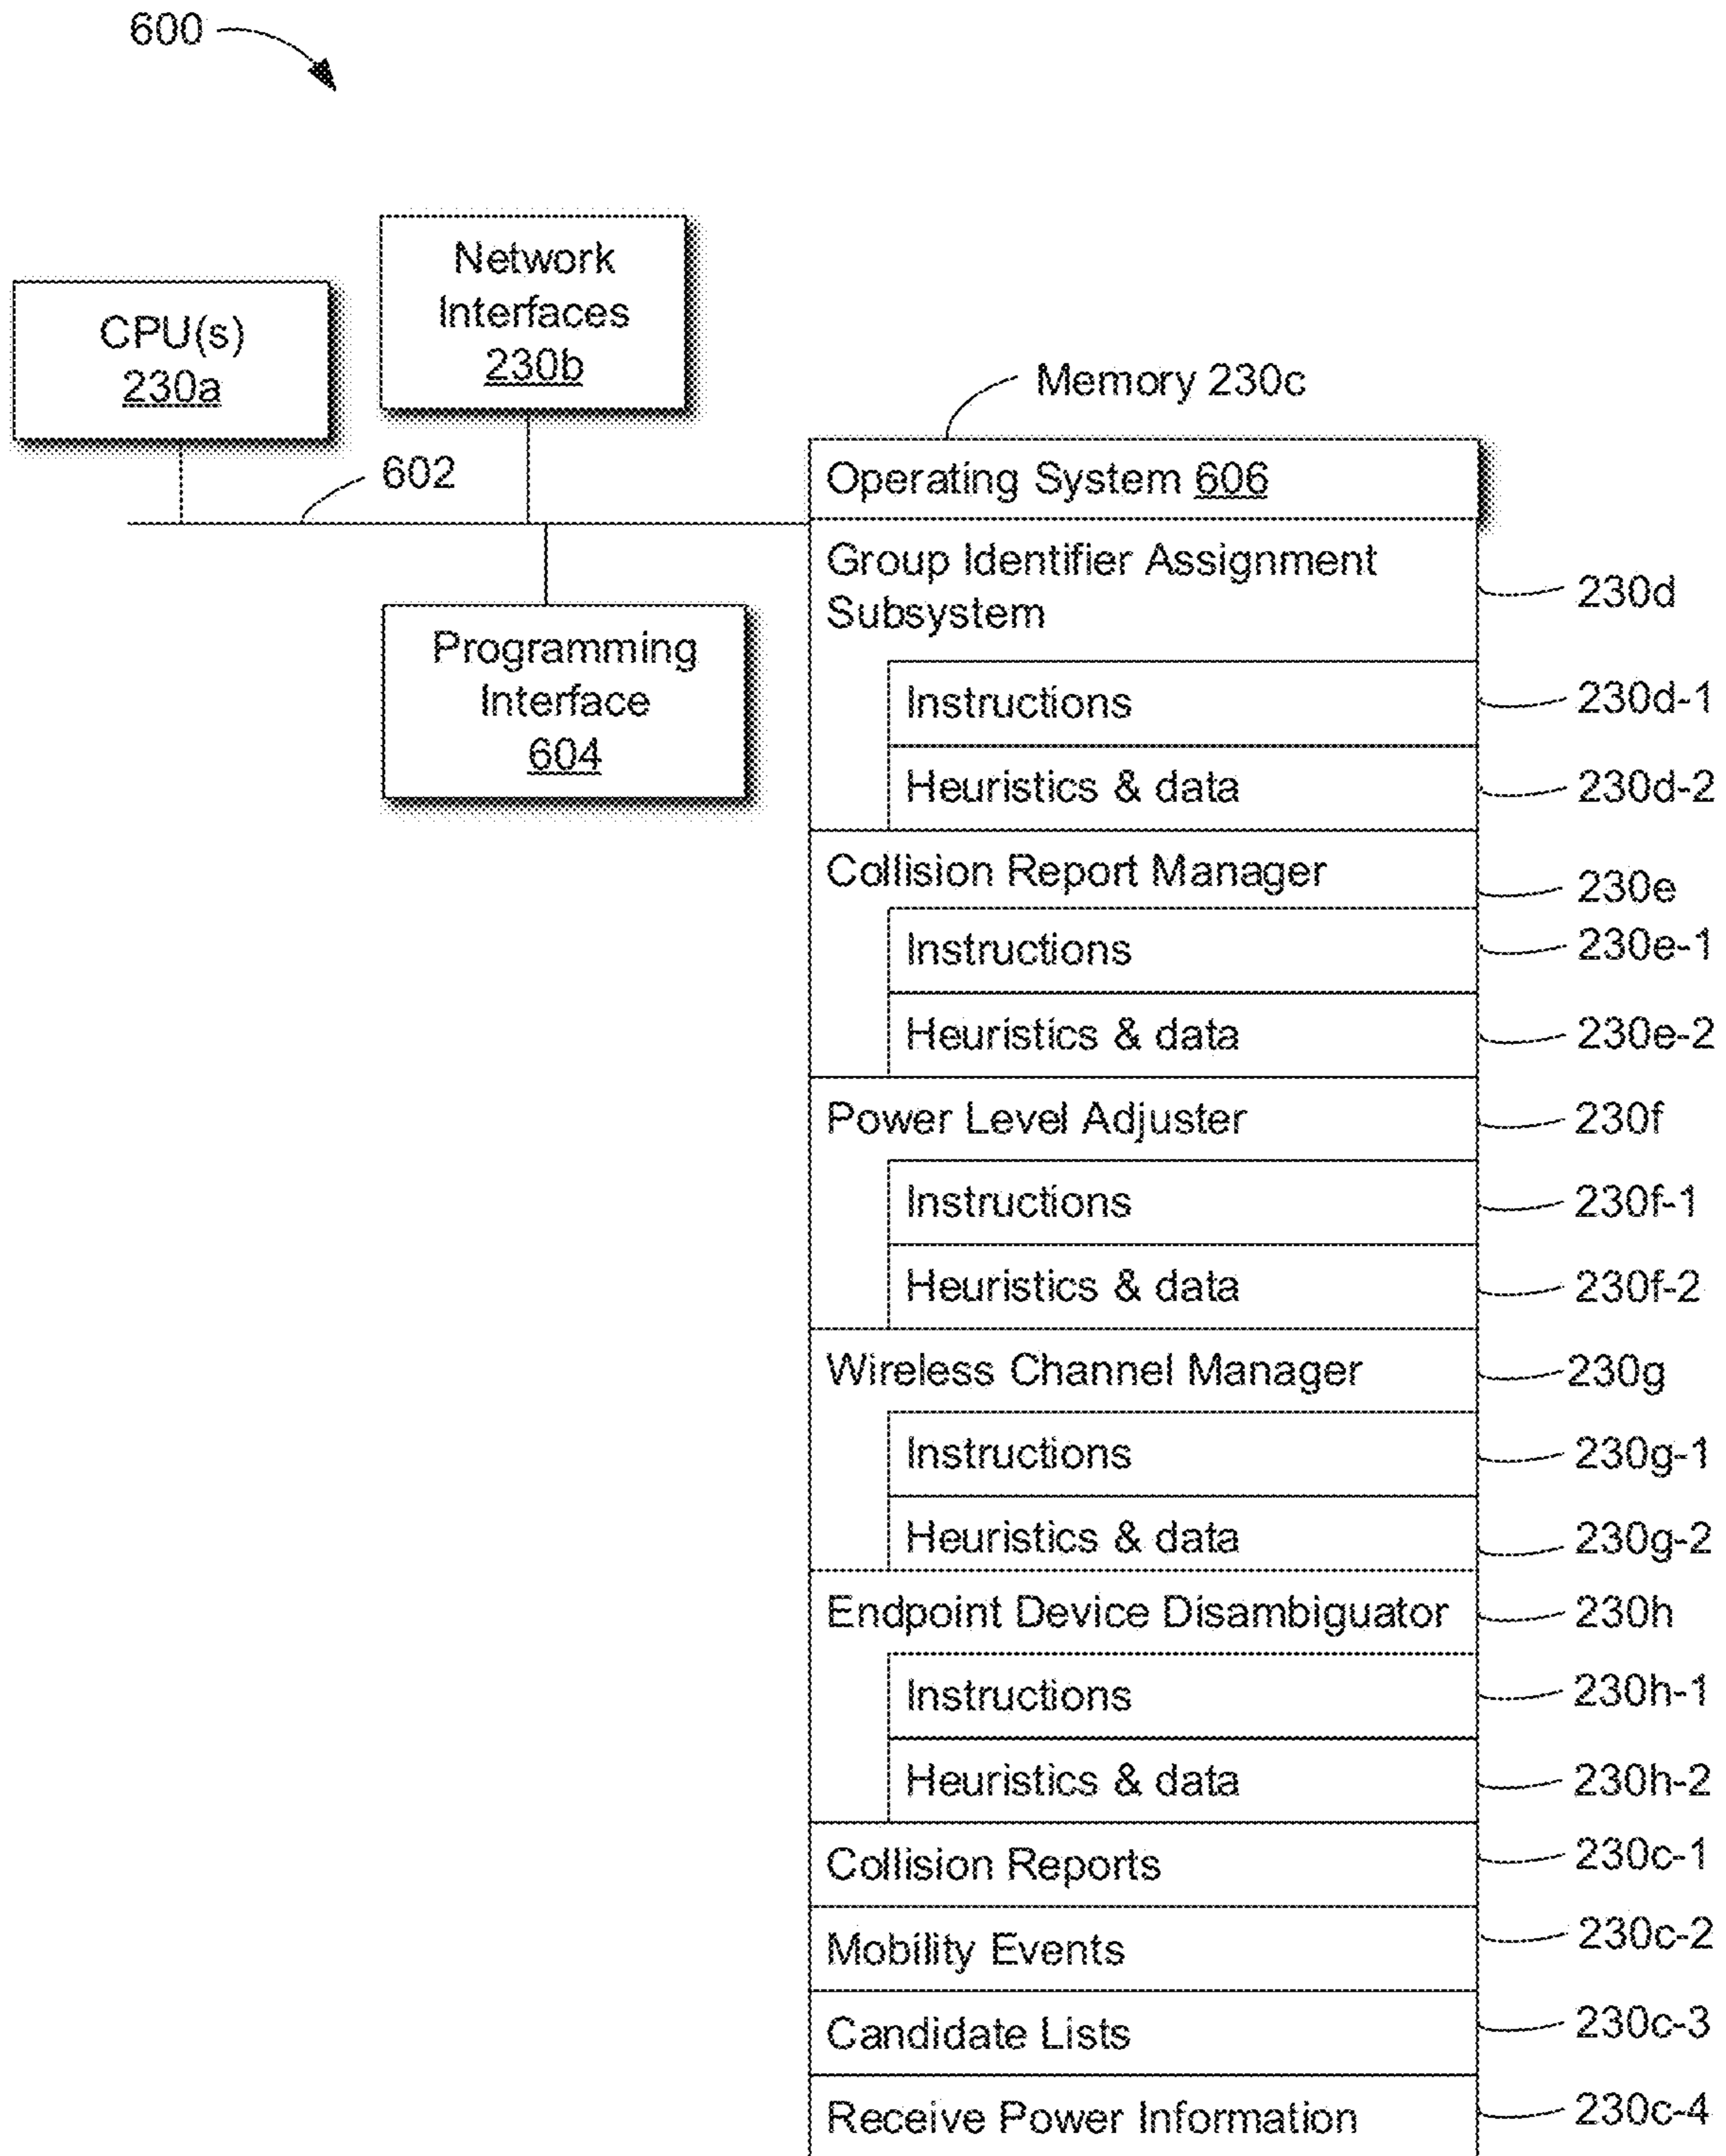 600
Network
Interfaces
230b
CPU(s)
230a
Memory 230c
602
Operating System 606
Group Identifier Assignment
Subsystem
230d
Programming
Interface
604
Instructions
230d-1
Heuristics & data
230d-2
Collision Report Manager
230e
Instructions
230e-1
Heuristics & data
230e-2
Power Level Adjuster
230f
Instructions
230f-1
Heuristics & data
230f-2
Wireless Channel Manager
230g
Instructions
230g-1
Heuristics & data
230g-2
Endpoint Device Disambiguator
230h
Instructions
230h-1
Heuristics & data
230h-2
Collision Reports
230c-1
Mobility Events
230c-2
Candidate Lists
230c-3
Receive Power Information
230c-4